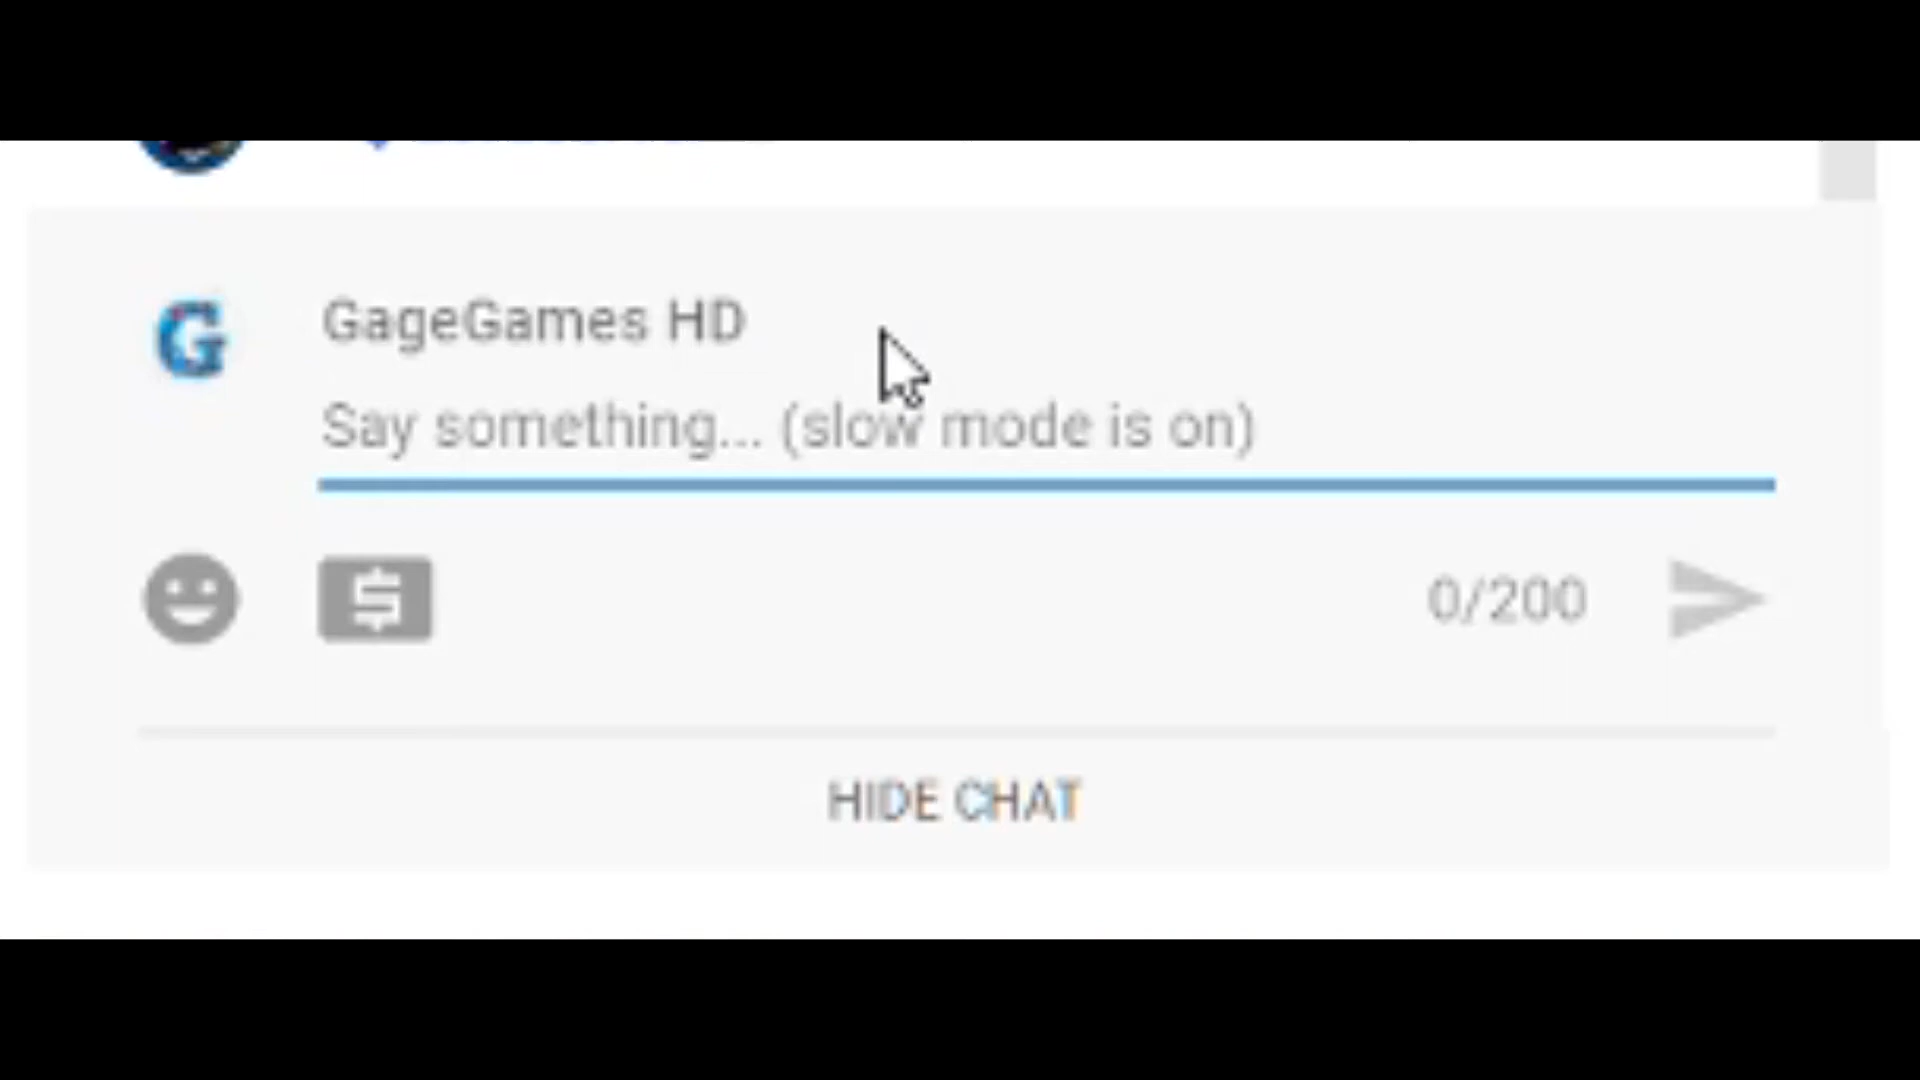 G
GageGames HD
Say something... (slow mode is on)
$
0/200
HIDE CHAT